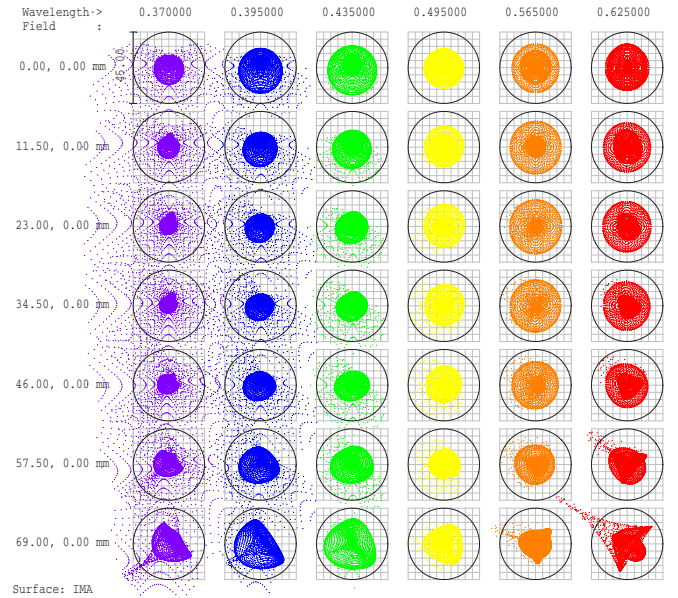 Wavelength-> 0.370000 0.395000 0.435000 0.495000 0.565000 0.625000
Field :
45.00
0.00, 0.00 mm
11.50, 0.00 mm
23.00, 0.00 mm
34.50, 0.00 mm
46.00, 0.00 mm
57.50, 0.00 mm
69.00, 0.00 mm
Surface: IMA